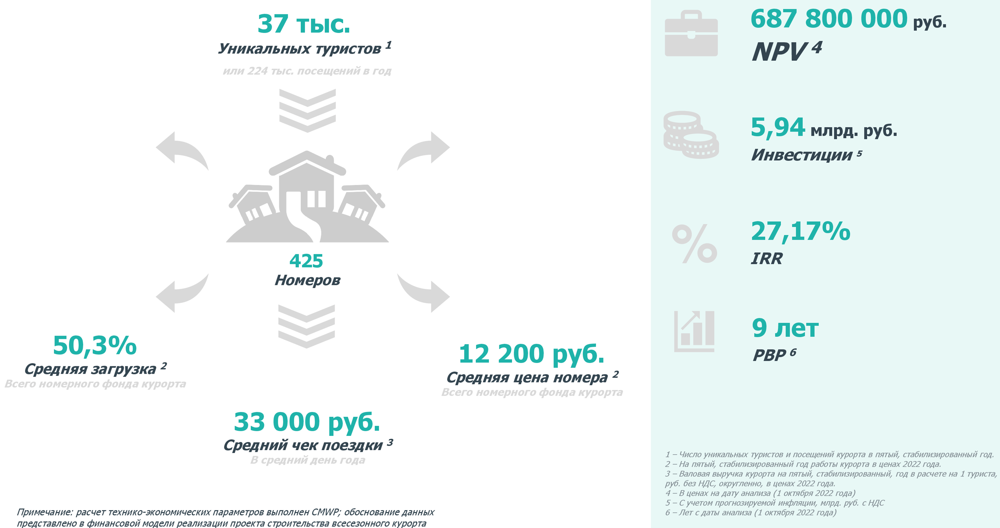 37 тыс.
Уникальных туристов 1
или 224 тыс. посещений в год
425
Номеров
50,3%
Средняя загрузка 2
Всего номерного фонда курорта
12 200 руб.
Средняя цена номера 2
Всего номерного фонда курорта
33 000 руб.
Средний чек поездки 3
В средний день года
Примечание: расчет технико-экономических параметров выполнен CMWP; обоснование данных
представлено в финансовой модели реализации проекта строительства всесезонного курорта
687 800 000 руб.
NPV 4
5,94 млрд. руб.
Инвестиции 5
%
27,17%
IRR
9 лет
PBP 6
1 – Число уникальных туристов и посещений курорта в пятый, стабилизированный год.
2 – На пятый, стабилизированный год работы курорта в ценах 2022 года.
3 – Валовая выручка курорта на пятый, стабилизированный, год в расчете на 1 туриста,
руб. без НДС, округленно, в ценах 2022 года.
4 – В ценах на дату анализа (1 октября 2022 года)
5 – С учетом прогнозируемой инфляции, млрд. руб. с НДС
6 – Лет с даты анализа (1 октября 2022 года)